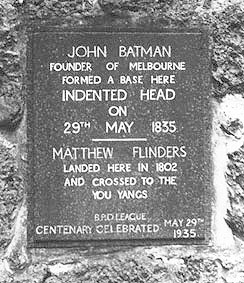 JOHN BATMAN
FOUNDER OF MELBOURNE
FORMED A BASE HERE
INDENTED HEAD
ON
29TH MAY 1835
MATTHEW FLINDERS
LANDED HERE IN 1802
AND CROSSED TO THE
YOU YANGS
B.P.D LEAGUE
CENTENARY CELEBRATED MAY 29TH
1935